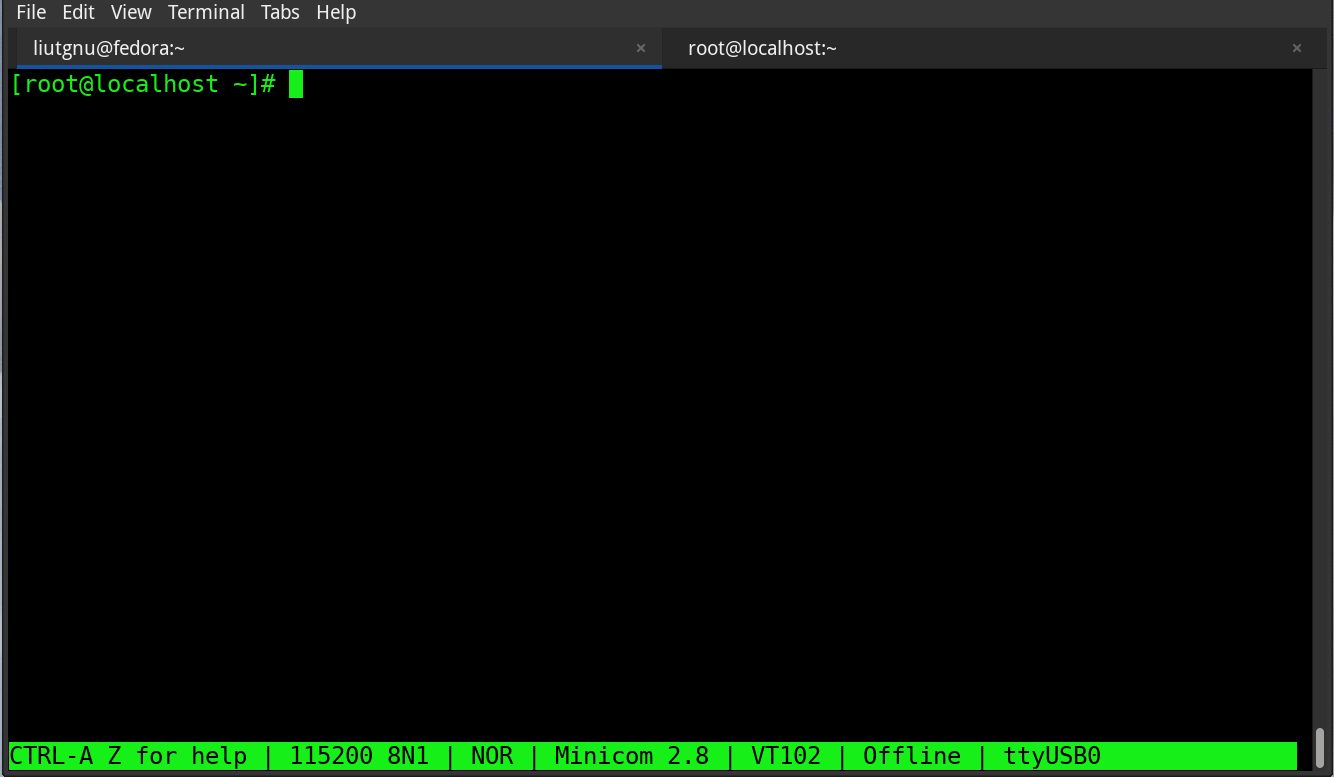 File Edit View Terminal Tabs Help
liutgnu@fedora:~ × root@localhost:~ ×
[root@localhost ~]#
CTRL-A Z for help | 115200 8N1 | NOR | Minicom 2.8 | VT102 | Offline | ttyUSB0